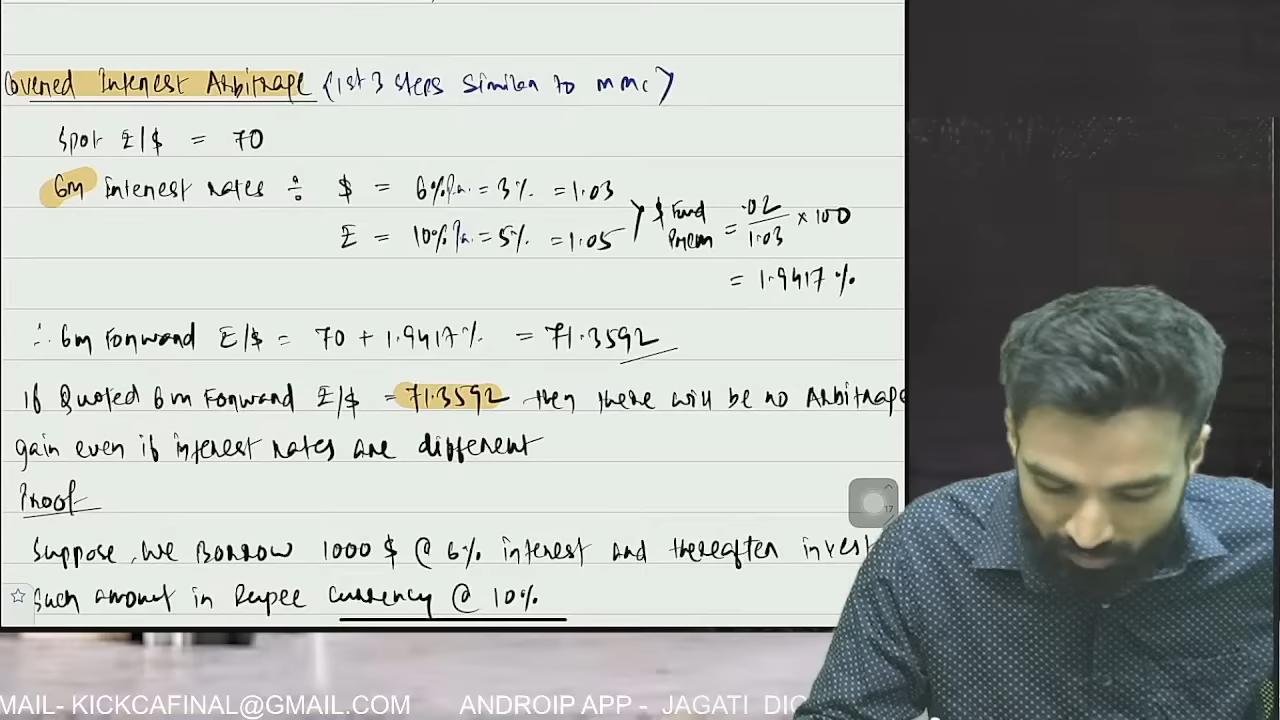 Covered Interest Arbitrage (1st 3 steps similar to MMC)
Spot ₹/$ = 70
6m Interest rates ÷ $ = 6% P.a. = 3% = 1.03
₹ = 10% P.a. = 5% = 1.05
$ Fwd Prem = .02/1.03 × 100
= 1.9417 %
∴ 6m Forward ₹/$ = 70 + 1.9417% = 71.3592
If Quoted 6m Forward ₹/$ = 71.3592 then there will be no Arbitrage
gain even if interest rates are different
Proof
Suppose, We Borrow 1000 $ @ 6% interest and thereafter invest
Such amount in Rupee Currency @ 10%
17
MAIL- KICKCAFINAL@GMAIL.COM ANDROIP APP - JAGATI DIG